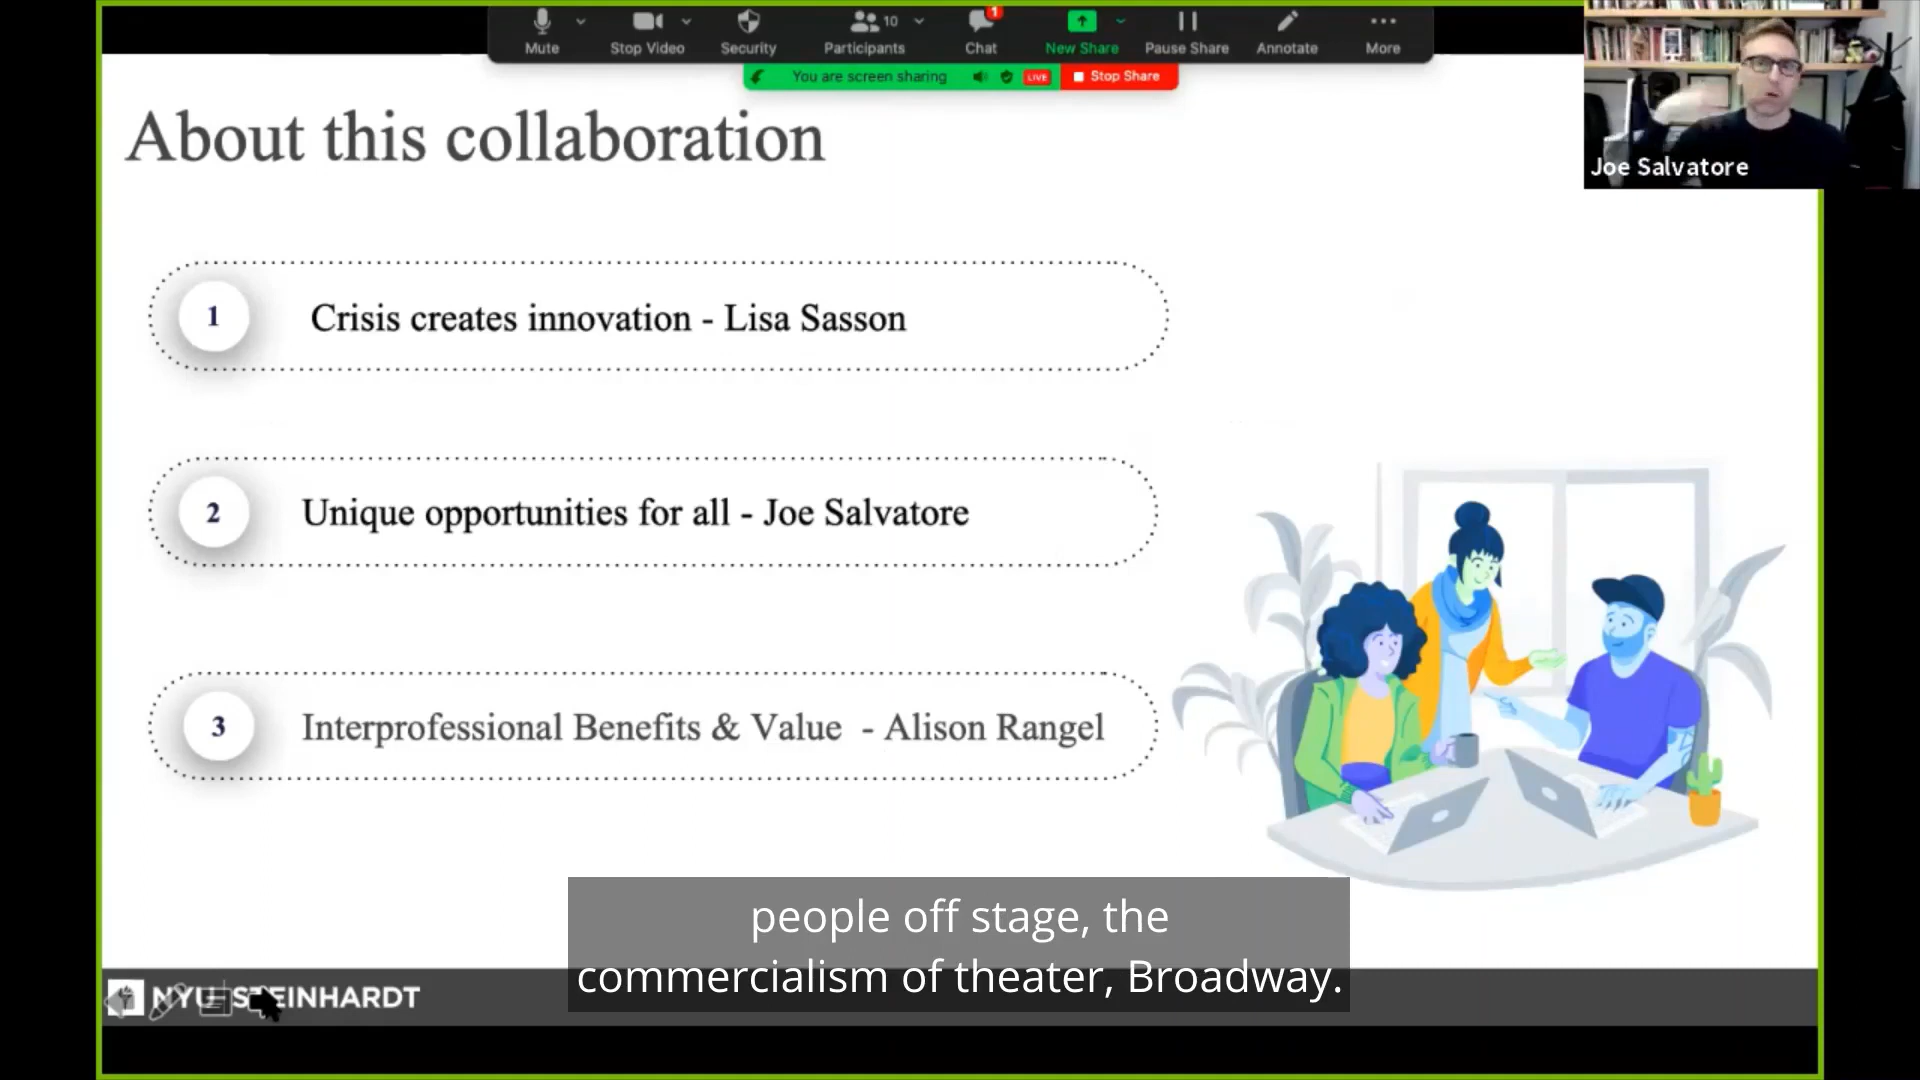 Mute
Stop Video
Security
10
Participants
1
Chat
New Share
Pause Share
Annotate
More
You are screen sharing
LIVE
Stop Share
Joe Salvatore
About this collaboration
1
Crisis creates innovation - Lisa Sasson
2
Unique opportunities for all - Joe Salvatore
3
Interprofessional Benefits & Value - Alison Rangel
people off stage, the
commercialism of theater, Broadway.
NYU STEINHARDT